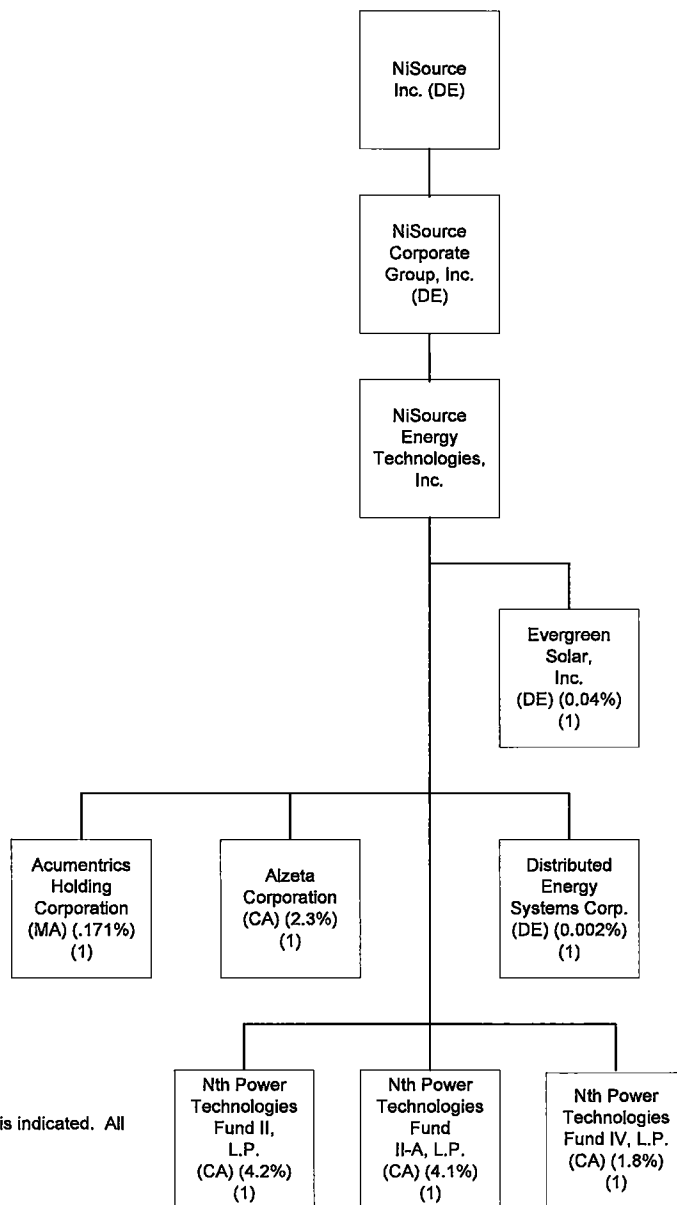 NiSource
Inc. (DE)
NiSource
Corporate
Group, Inc.
(DE)
NiSource
Energy
Technologies,
Inc.
Evergreen
Solar,
Inc.
(DE) (0.04%)
(1)
Acumentrics
Holding
Corporation
(MA) (.171%)
(1)
Alzeta
Corporation
(CA) (2.3%)
(1)
Distributed
Energy
Systems Corp.
(DE) (0.002%)
(1)
is indicated. All
Nth Power
Technologies
Fund II,
L.P.
(CA) (4.2%)
(1)
Nth Power
Technologies
Fund
II-A, L.P.
(CA) (4.1%)
(1)
Nth Power
Technologies
Fund IV, L.P.
(CA) (1.8%)
(1)